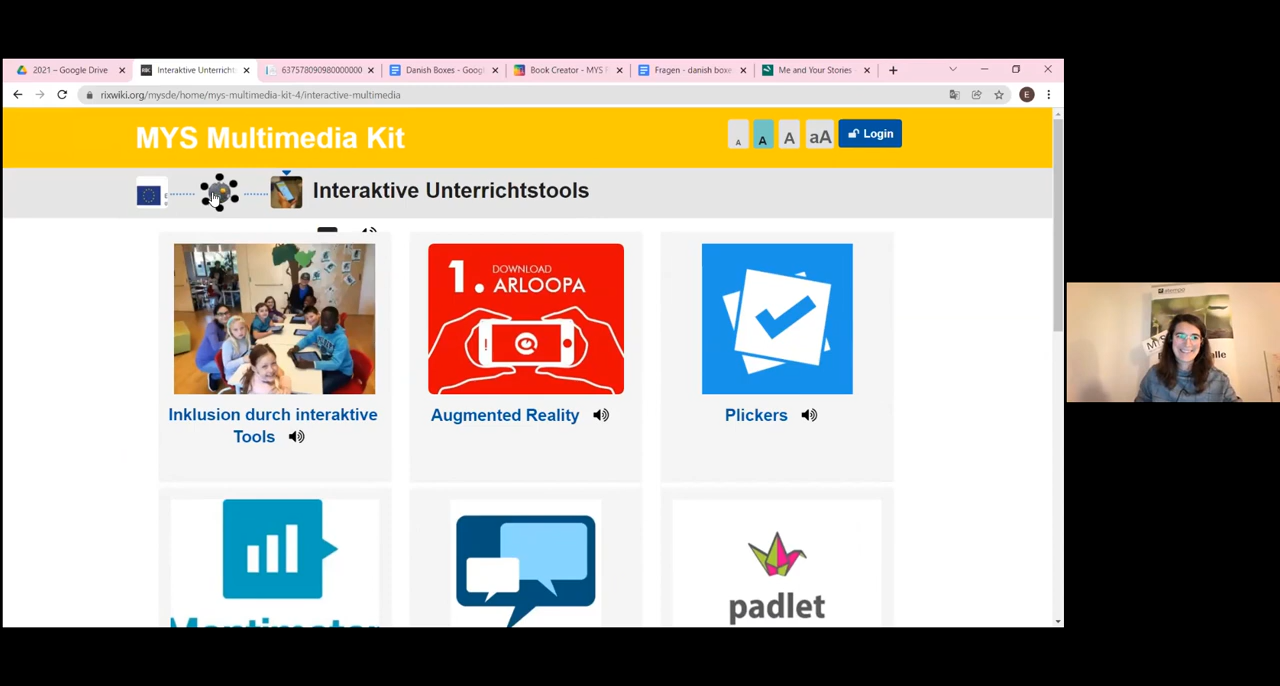 2021 – Google Drive
Interaktive Unterricht
637578090980000000
Danish Boxes - Goog
Book Creator - MYS F
Fragen - danish boxe
Me and Your Stories
rixwiki.org/mysde/home/mys-multimedia-kit-4/interactive-multimedia
E
MYS Multimedia Kit
A
A
A
aA
Login
Interaktive Unterrichtstools
1. DOWNLOAD
ARLOOPA
Inklusion durch interaktive
Tools
Augmented Reality
Plickers
Mentimeter
padlet